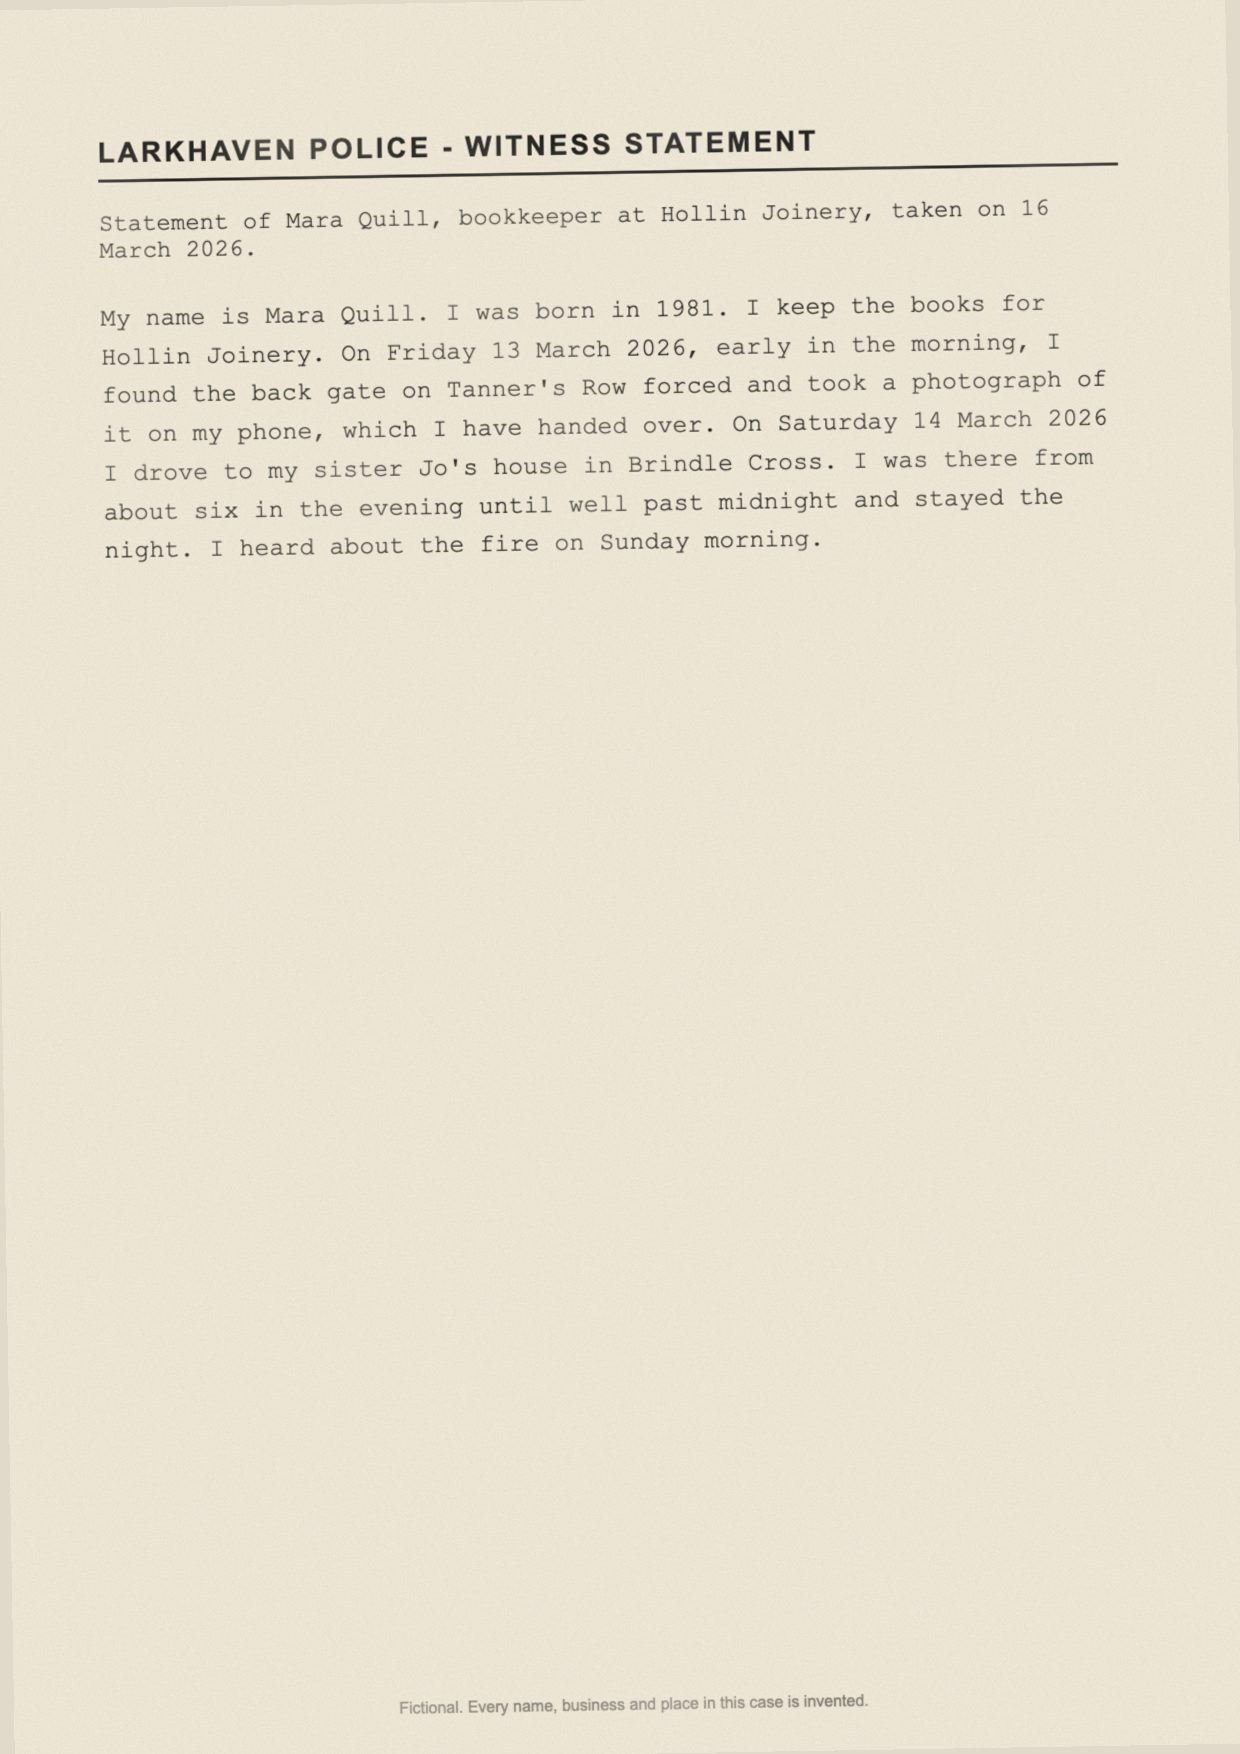 LARKHAVEN POLICE - WITNESS STATEMENT
Statement of Mara Quill, bookkeeper at Hollin Joinery, taken on 16
March 2026.
My name is Mara Quill. I was born in 1981. I keep the books for
Hollin Joinery. On Friday 13 March 2026, early in the morning, I
found the back gate on Tanner's Row forced and took a photograph of
it on my phone, which I have handed over. On Saturday 14 March 2026
I drove to my sister Jo's house in Brindle Cross. I was there from
about six in the evening until well past midnight and stayed the
night. I heard about the fire on Sunday morning.
Fictional. Every name, business and place in this case is invented.